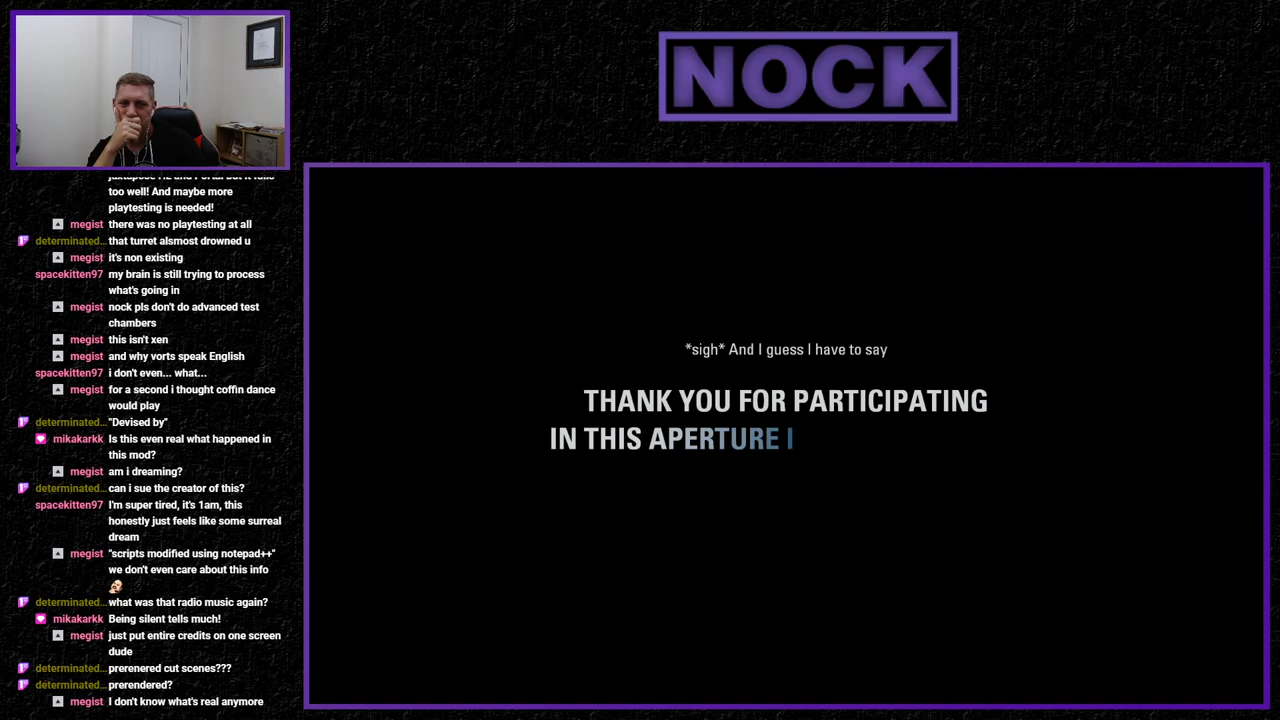 NOCK
too well! And maybe more
playtesting is needed!
megist there was no playtesting at all
determinated... that turret alsmost drowned u
megist it's non existing
spacekitten97 my brain is still trying to process
what's going in
megist nock pls don't do advanced test
chambers
megist this isn't xen
megist and why vorts speak English
spacekitten97 i don't even... what...
megist for a second i thought coffin dance
would play
determinated... "Devised by"
mikakarkk Is this even real what happened in
this mod?
megist am i dreaming?
determinated... can i sue the creator of this?
spacekitten97 I'm super tired, it's 1am, this
honestly just feels like some surreal
dream
megist "scripts modified using notepad++"
we don't even care about this info
determinated... what was that radio music again?
mikakarkk Being silent tells much!
megist just put entire credits on one screen
dude
determinated... prerenered cut scenes???
determinated... prerendered?
megist I don't know what's real anymore
*sigh* And I guess I have to say
THANK YOU FOR PARTICIPATING
IN THIS APERTURE I